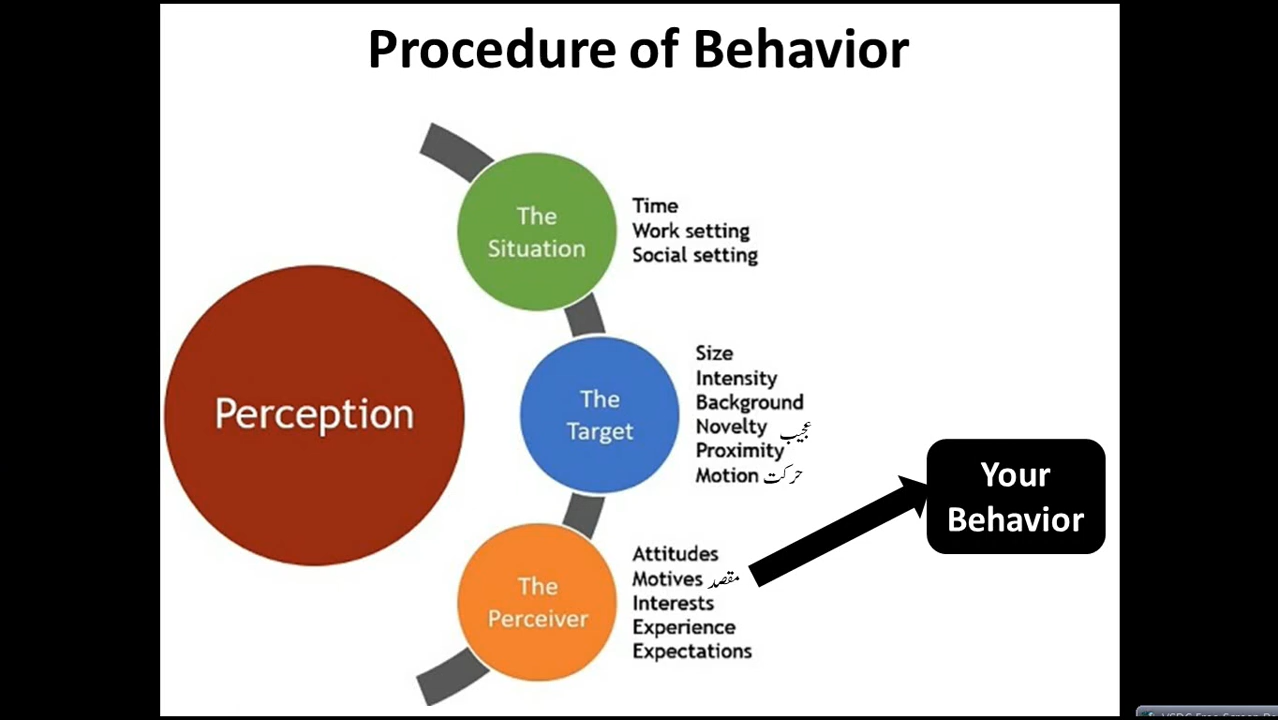 Procedure of Behavior
The
Situation
Time
Work setting
Social setting
Perception
The
Target
Size
Intensity
Background
Novelty عجیب
Proximity
Motion حرکت
Your
Behavior
The
Perceiver
Attitudes
Motives مقصد
Interests
Experience
Expectations